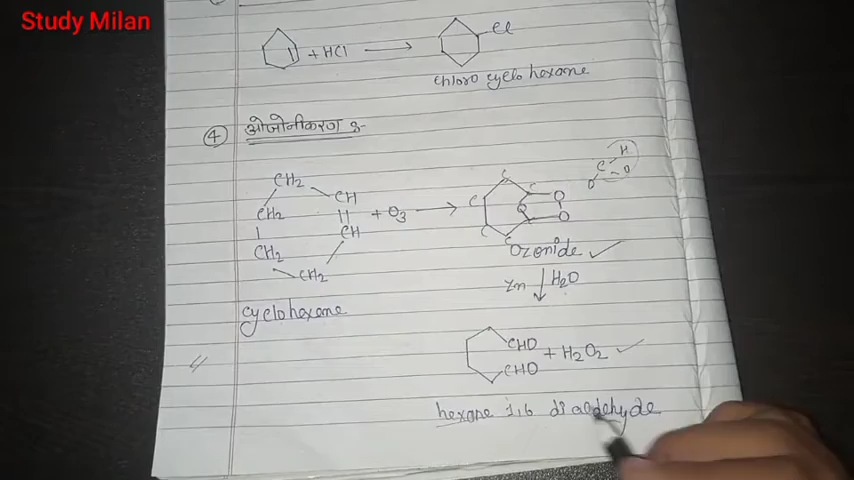 Study Milan
+ HCl
Cl
chloro cyclo hexane
④ ओजोनीकरण :-
CH2
CH
CH2
H
+ O3
CH
CH2
CH2
C
C
C
C
C
O
O
O
C
H
O
O
Ozonide
Zn
H2O
cyclohexane
CHO
+ H2O2
CHO
hexane 1,6 di aldehyde